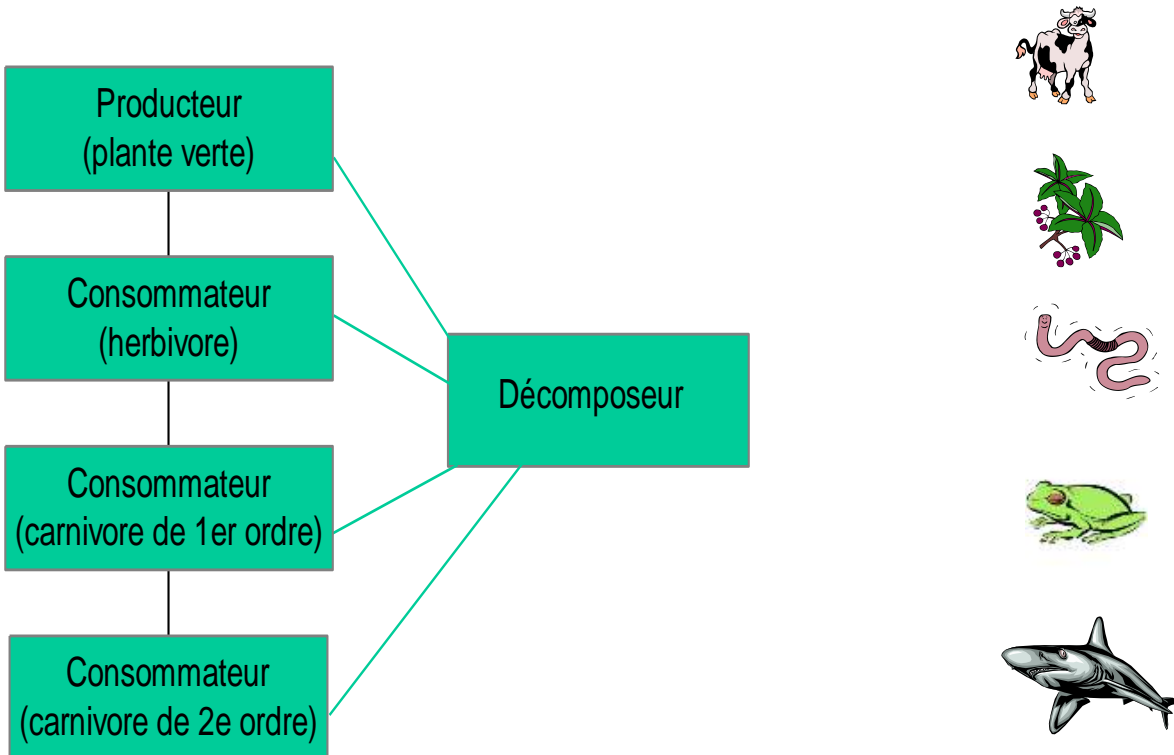 Producteur
(plante verte)
Consommateur
(herbivore)
Décomposeur
Consommateur
(carnivore de 1er ordre)
Consommateur
(carnivore de 2e ordre)